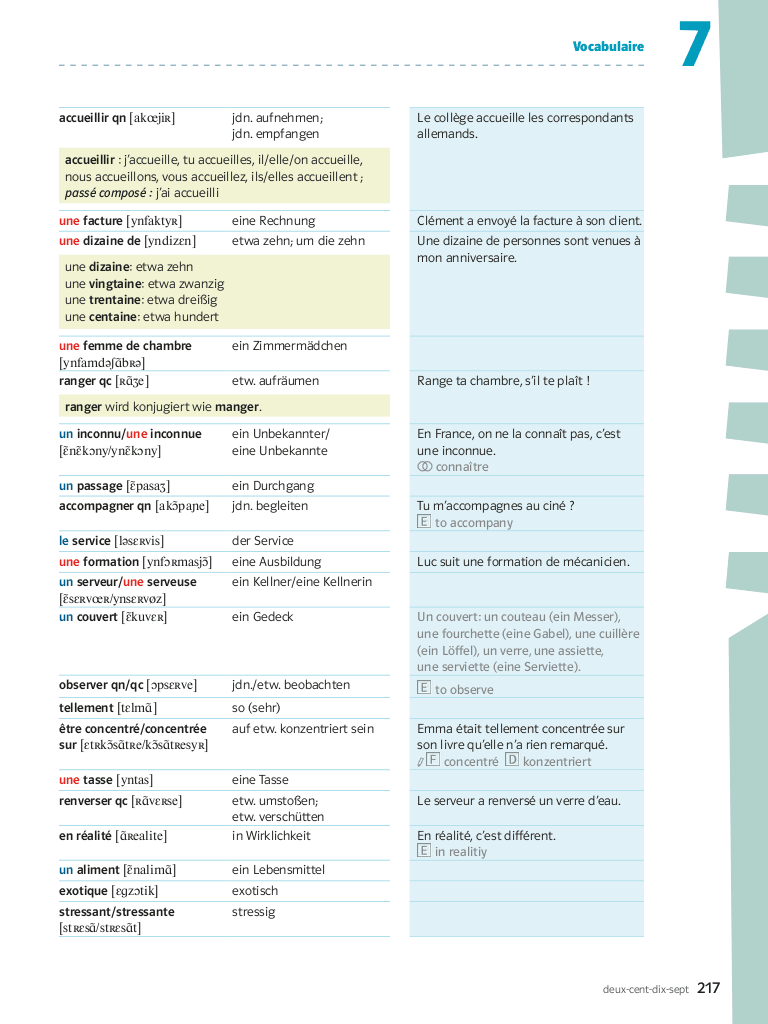 Vocabulaire 7
accueillir qn [akœjiʀ] jdn. aufnehmen; Le collège accueille les correspondants
jdn. empfangen allemands.
accueillir : j’accueille, tu accueilles, il/elle/on accueille,
nous accueillons, vous accueillez, ils/elles accueillent ;
passé composé : j’ai accueilli
une facture [ynfaktyʀ] eine Rechnung Clément a envoyé la facture à son client.
une dizaine de [yndizɛn] etwa zehn; um die zehn Une dizaine de personnes sont venues à
mon anniversaire.
une dizaine: etwa zehn
une vingtaine: etwa zwanzig
une trentaine: etwa dreißig
une centaine: etwa hundert
une femme de chambre ein Zimmermädchen
[ynfamdəʃɑ̃bʀə]
ranger qc [ʀɑ̃ʒe] etw. aufräumen Range ta chambre, s’il te plaît !
ranger wird konjugiert wie manger.
un inconnu/une inconnue ein Unbekannter/ En France, on ne la connaît pas, c’est
[ɛ̃nɛ̃kɔny/ynɛ̃kɔny] eine Unbekannte une inconnue.
connaître
un passage [ɛ̃pasaʒ] ein Durchgang
accompagner qn [akɔ̃paɲe] jdn. begleiten Tu m’accompagnes au ciné ?
E to accompany
le service [ləsɛʀvis] der Service
une formation [ynfɔʀmasjɔ̃] eine Ausbildung Luc suit une formation de mécanicien.
un serveur/une serveuse ein Kellner/eine Kellnerin
[ɛ̃sɛʀvœʀ/ynsɛʀvøz]
un couvert [ɛ̃kuvɛʀ] ein Gedeck Un couvert: un couteau (ein Messer),
une fourchette (eine Gabel), une cuillère
(ein Löffel), un verre, une assiette,
une serviette (eine Serviette).
observer qn/qc [ɔpsɛʀve] jdn./etw. beobachten E to observe
tellement [tɛlmɑ̃] so (sehr)
être concentré/concentrée auf etw. konzentriert sein Emma était tellement concentrée sur
sur [ɛtʀkɔ̃sɑ̃tʀe/kɔ̃sɑ̃tʀesyʀ] son livre qu’elle n’a rien remarqué.
F concentré D konzentriert
une tasse [yntas] eine Tasse
renverser qc [ʀɑ̃vɛʀse] etw. umstoßen; Le serveur a renversé un verre d’eau.
etw. verschütten
en réalité [ɑ̃ʀealite] in Wirklichkeit En réalité, c’est différent.
E in realitiy
un aliment [ɛ̃nalimɑ̃] ein Lebensmittel
exotique [ɛgzɔtik] exotisch
stressant/stressante stressig
[stʀɛsɑ̃/stʀɛsɑ̃t]
deux-cent-dix-sept 217